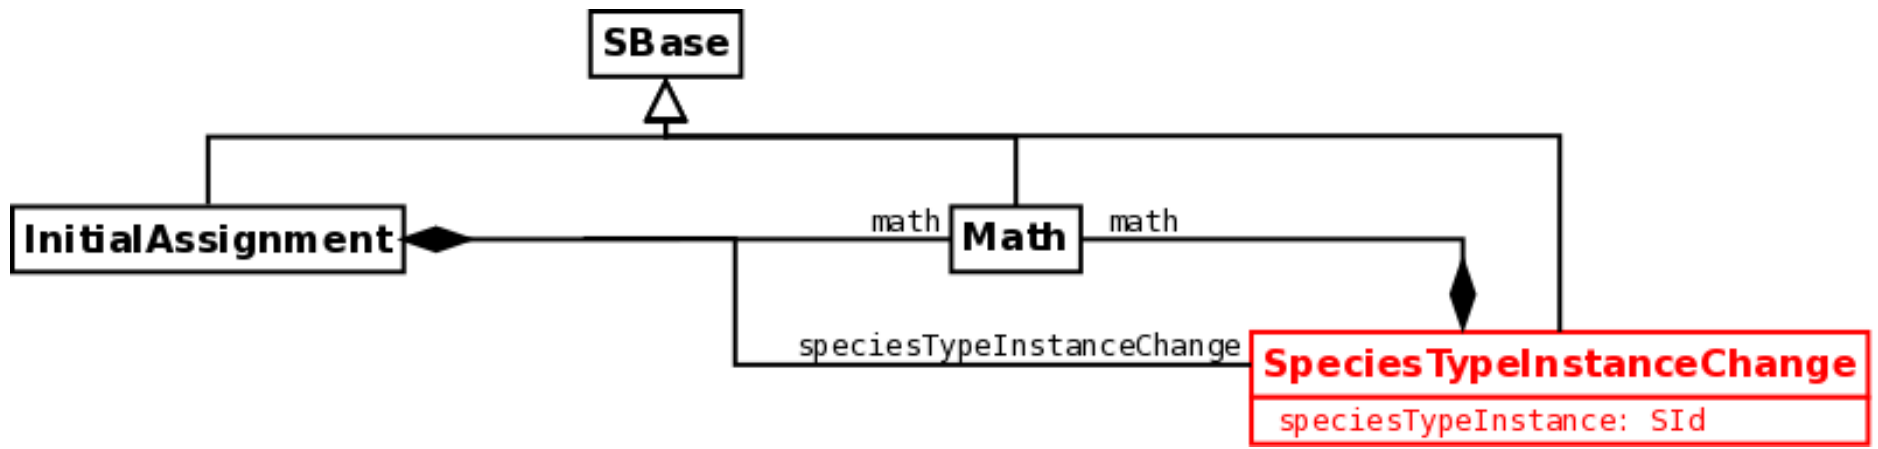 SBase
InitialAssignment
math
Math
math
speciesTypeInstanceChange
SpeciesTypeInstanceChange
speciesTypeInstance: SId